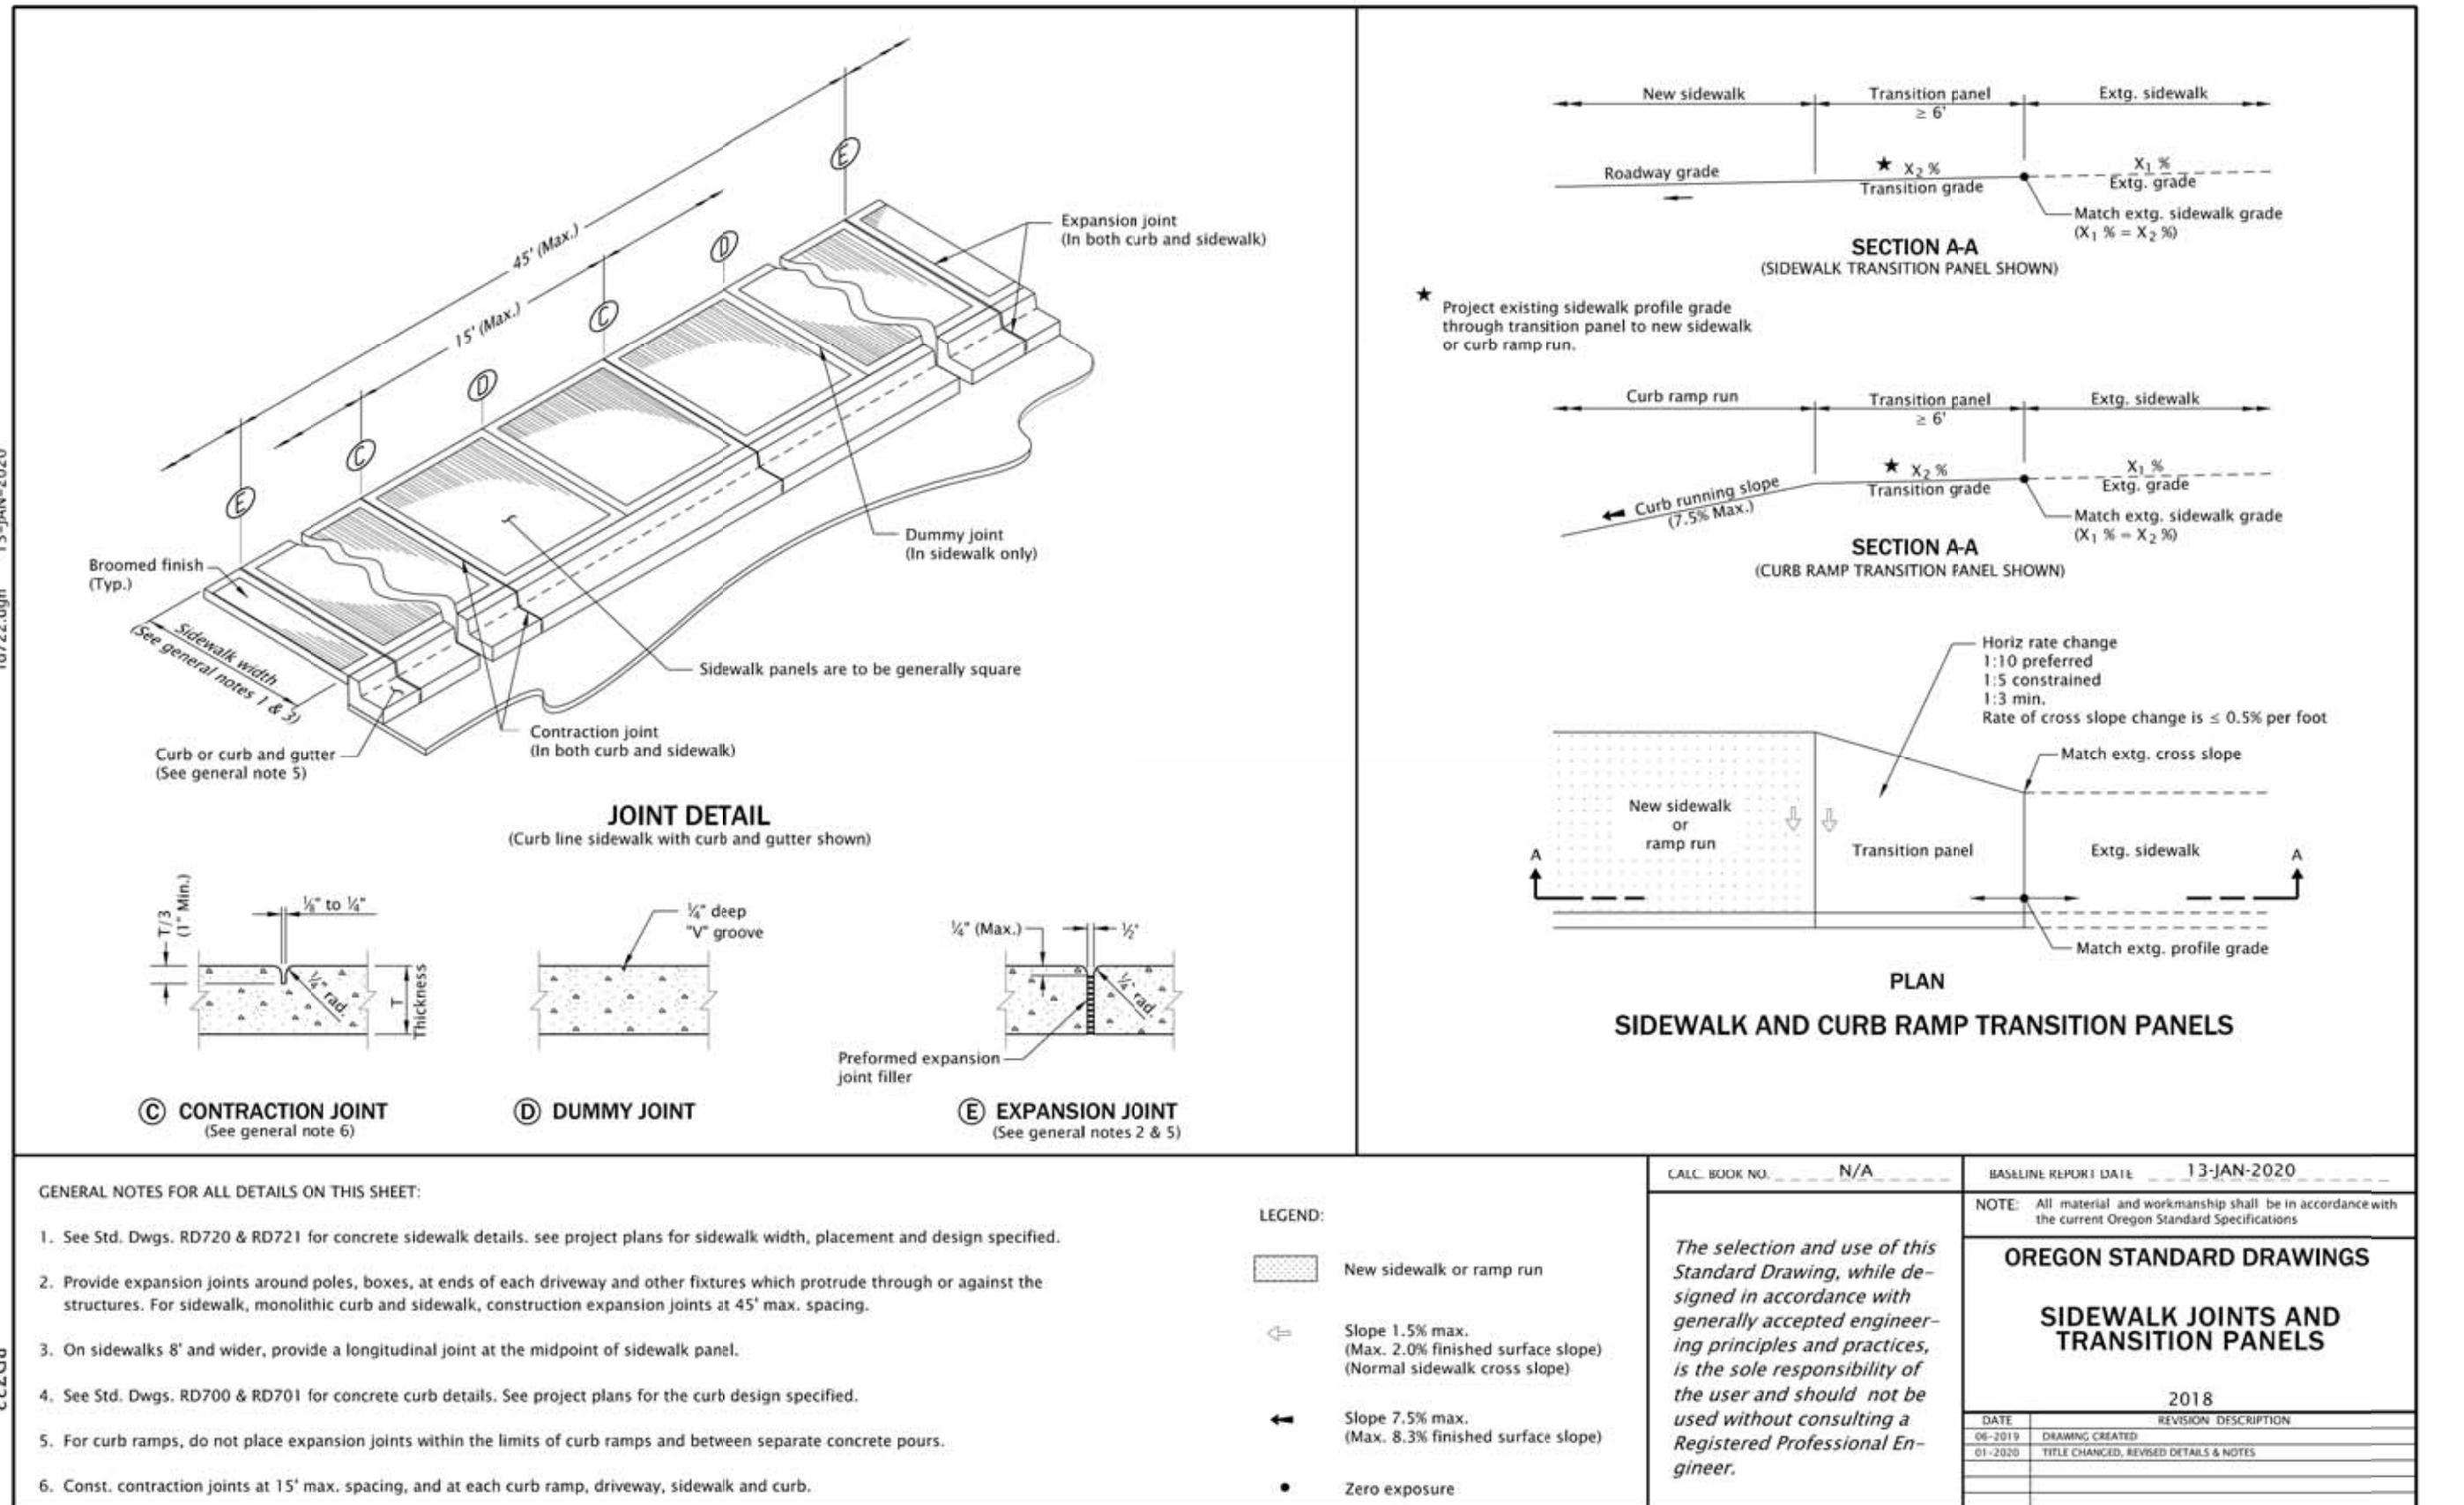 45' (Max.)
15' (Max.)
E
D
C
D
C
E
Expansion joint
(In both curb and sidewalk)
Dummy joint
(In sidewalk only)
Broomed finish
(Typ.)
Sidewalk width
(See general notes 1 & 3)
Sidewalk panels are to be generally square
Contraction joint
(In both curb and sidewalk)
Curb or curb and gutter
(See general note 5)
JOINT DETAIL
(Curb line sidewalk with curb and gutter shown)
T/3
(1" Min.)
⅛" to ¼"
¼" rad.
T
Thickness
C CONTRACTION JOINT
(See general note 6)
¼" deep
"V" groove
D DUMMY JOINT
¼" (Max.)
½"
¼" rad.
Preformed expansion
joint filler
E EXPANSION JOINT
(See general notes 2 & 5)
New sidewalk
Transition panel
≥ 6'
Extg. sidewalk
Roadway grade
★ X2 %
Transition grade
X1 %
Extg. grade
Match extg. sidewalk grade
(X1 % = X2 %)
SECTION A-A
(SIDEWALK TRANSITION PANEL SHOWN)
★ Project existing sidewalk profile grade
through transition panel to new sidewalk
or curb ramp run.
Curb ramp run
Transition panel
≥ 6'
Extg. sidewalk
Curb running slope
(7.5% Max.)
★ X2 %
Transition grade
X1 %
Extg. grade
Match extg. sidewalk grade
(X1 % = X2 %)
SECTION A-A
(CURB RAMP TRANSITION PANEL SHOWN)
Horiz rate change
1:10 preferred
1:5 constrained
1:3 min.
Rate of cross slope change is ≤ 0.5% per foot
Match extg. cross slope
New sidewalk
or
ramp run
Transition panel
Extg. sidewalk
A
A
Match extg. profile grade
PLAN
SIDEWALK AND CURB RAMP TRANSITION PANELS
GENERAL NOTES FOR ALL DETAILS ON THIS SHEET:
1. See Std. Dwgs. RD720 & RD721 for concrete sidewalk details. see project plans for sidewalk width, placement and design specified.
2. Provide expansion joints around poles, boxes, at ends of each driveway and other fixtures which protrude through or against the
structures. For sidewalk, monolithic curb and sidewalk, construction expansion joints at 45' max. spacing.
3. On sidewalks 8' and wider, provide a longitudinal joint at the midpoint of sidewalk panel.
4. See Std. Dwgs. RD700 & RD701 for concrete curb details. See project plans for the curb design specified.
5. For curb ramps, do not place expansion joints within the limits of curb ramps and between separate concrete pours.
6. Const. contraction joints at 15' max. spacing, and at each curb ramp, driveway, sidewalk and curb.
LEGEND:
New sidewalk or ramp run
Slope 1.5% max.
(Max. 2.0% finished surface slope)
(Normal sidewalk cross slope)
Slope 7.5% max.
(Max. 8.3% finished surface slope)
Zero exposure
CALC. BOOK NO. N/A
The selection and use of this
Standard Drawing, while de-
signed in accordance with
generally accepted engineer-
ing principles and practices,
is the sole responsibility of
the user and should not be
used without consulting a
Registered Professional En-
gineer.
BASELINE REPORT DATE 13-JAN-2020
NOTE: All material and workmanship shall be in accordance with
the current Oregon Standard Specifications
OREGON STANDARD DRAWINGS
SIDEWALK JOINTS AND
TRANSITION PANELS
2018
DATE REVISION DESCRIPTION
06-2019 DRAWING CREATED
01-2020 TITLE CHANGED, REVISED DETAILS & NOTES